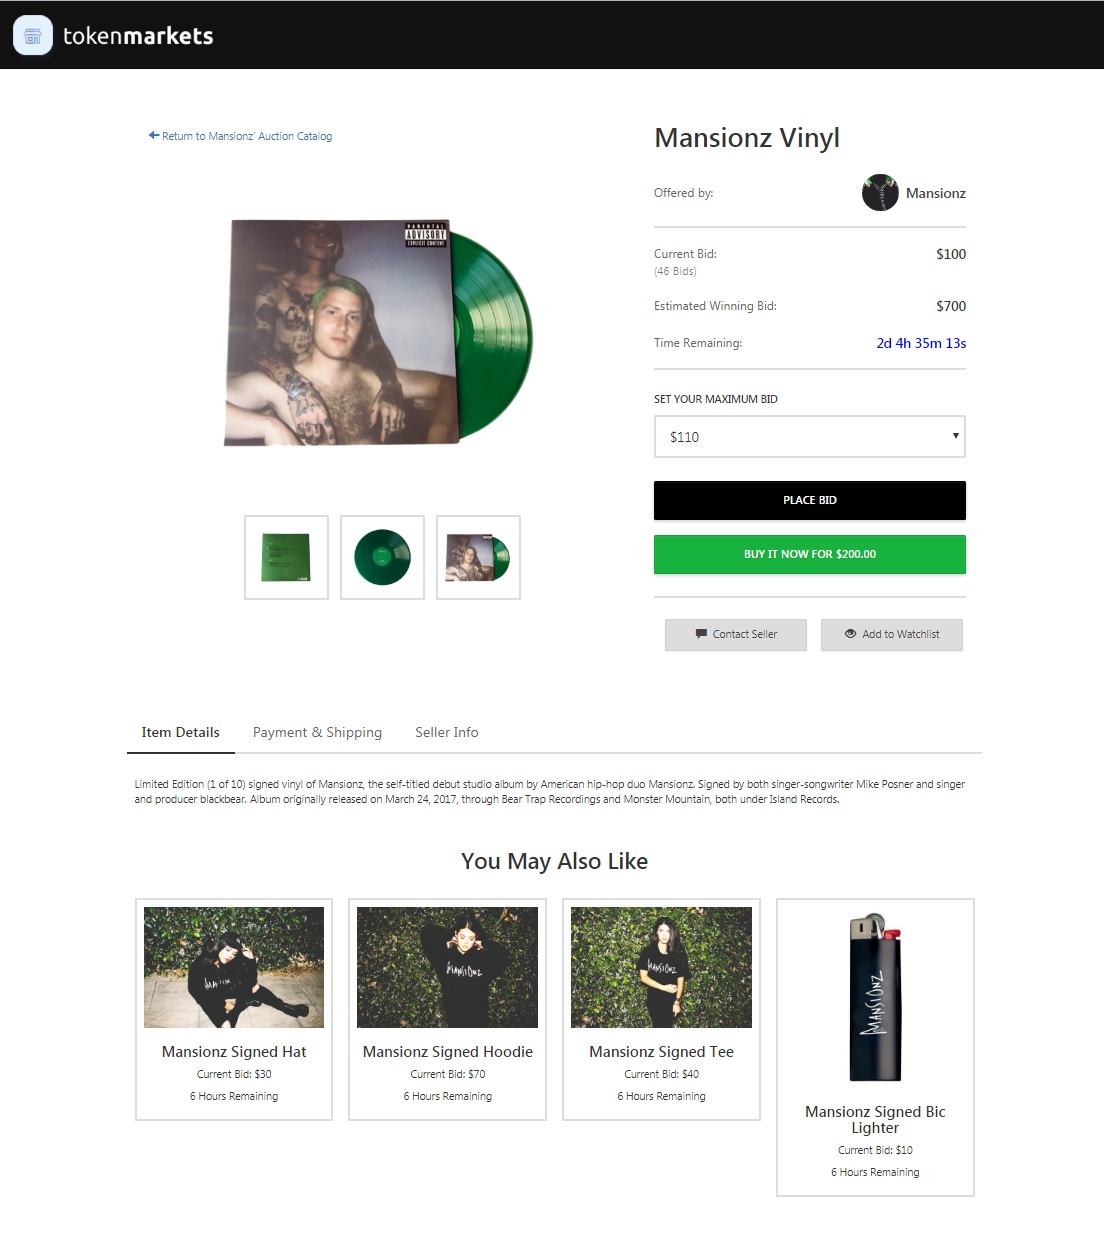 tokenmarkets
Return to Mansionz' Auction Catalog
Mansionz Vinyl
Offered by:
Mansionz
PARENTAL
ADVISORY
EXPLICIT CONTENT
Current Bid:
$100
(46 Bids)
Estimated Winning Bid:
$700
Time Remaining:
2d 4h 35m 13s
SET YOUR MAXIMUM BID
$110
PLACE BID
BUY IT NOW FOR $200.00
Contact Seller
Add to Watchlist
Item Details
Payment & Shipping
Seller Info
Limited Edition (1 of 10) signed vinyl of Mansionz, the self-titled debut studio album by American hip-hop duo Mansionz. Signed by both singer-songwriter Mike Posner and singer
and producer blackbear. Album originally released on March 24, 2017, through Bear Trap Recordings and Monster Mountain, both under Island Records.
You May Also Like
MANSIONZ
MANSIONZ
MANSIONZ
Mansionz Signed Hat
Current Bid: $30
6 Hours Remaining
Mansionz Signed Hoodie
Current Bid: $70
6 Hours Remaining
Mansionz Signed Tee
Current Bid: $40
6 Hours Remaining
Mansionz Signed Bic
Lighter
Current Bid: $10
6 Hours Remaining